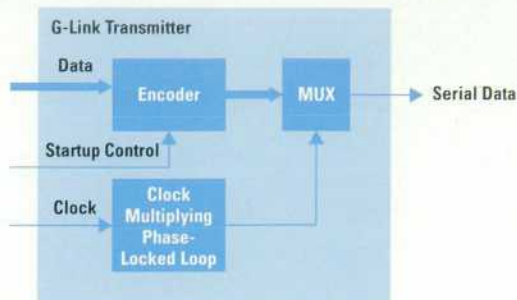 G-Link Transmitter
Data
Encoder
MUX
Serial Data
Startup Control
Clock
Clock
Multiplying
Phase-
Locked Loop